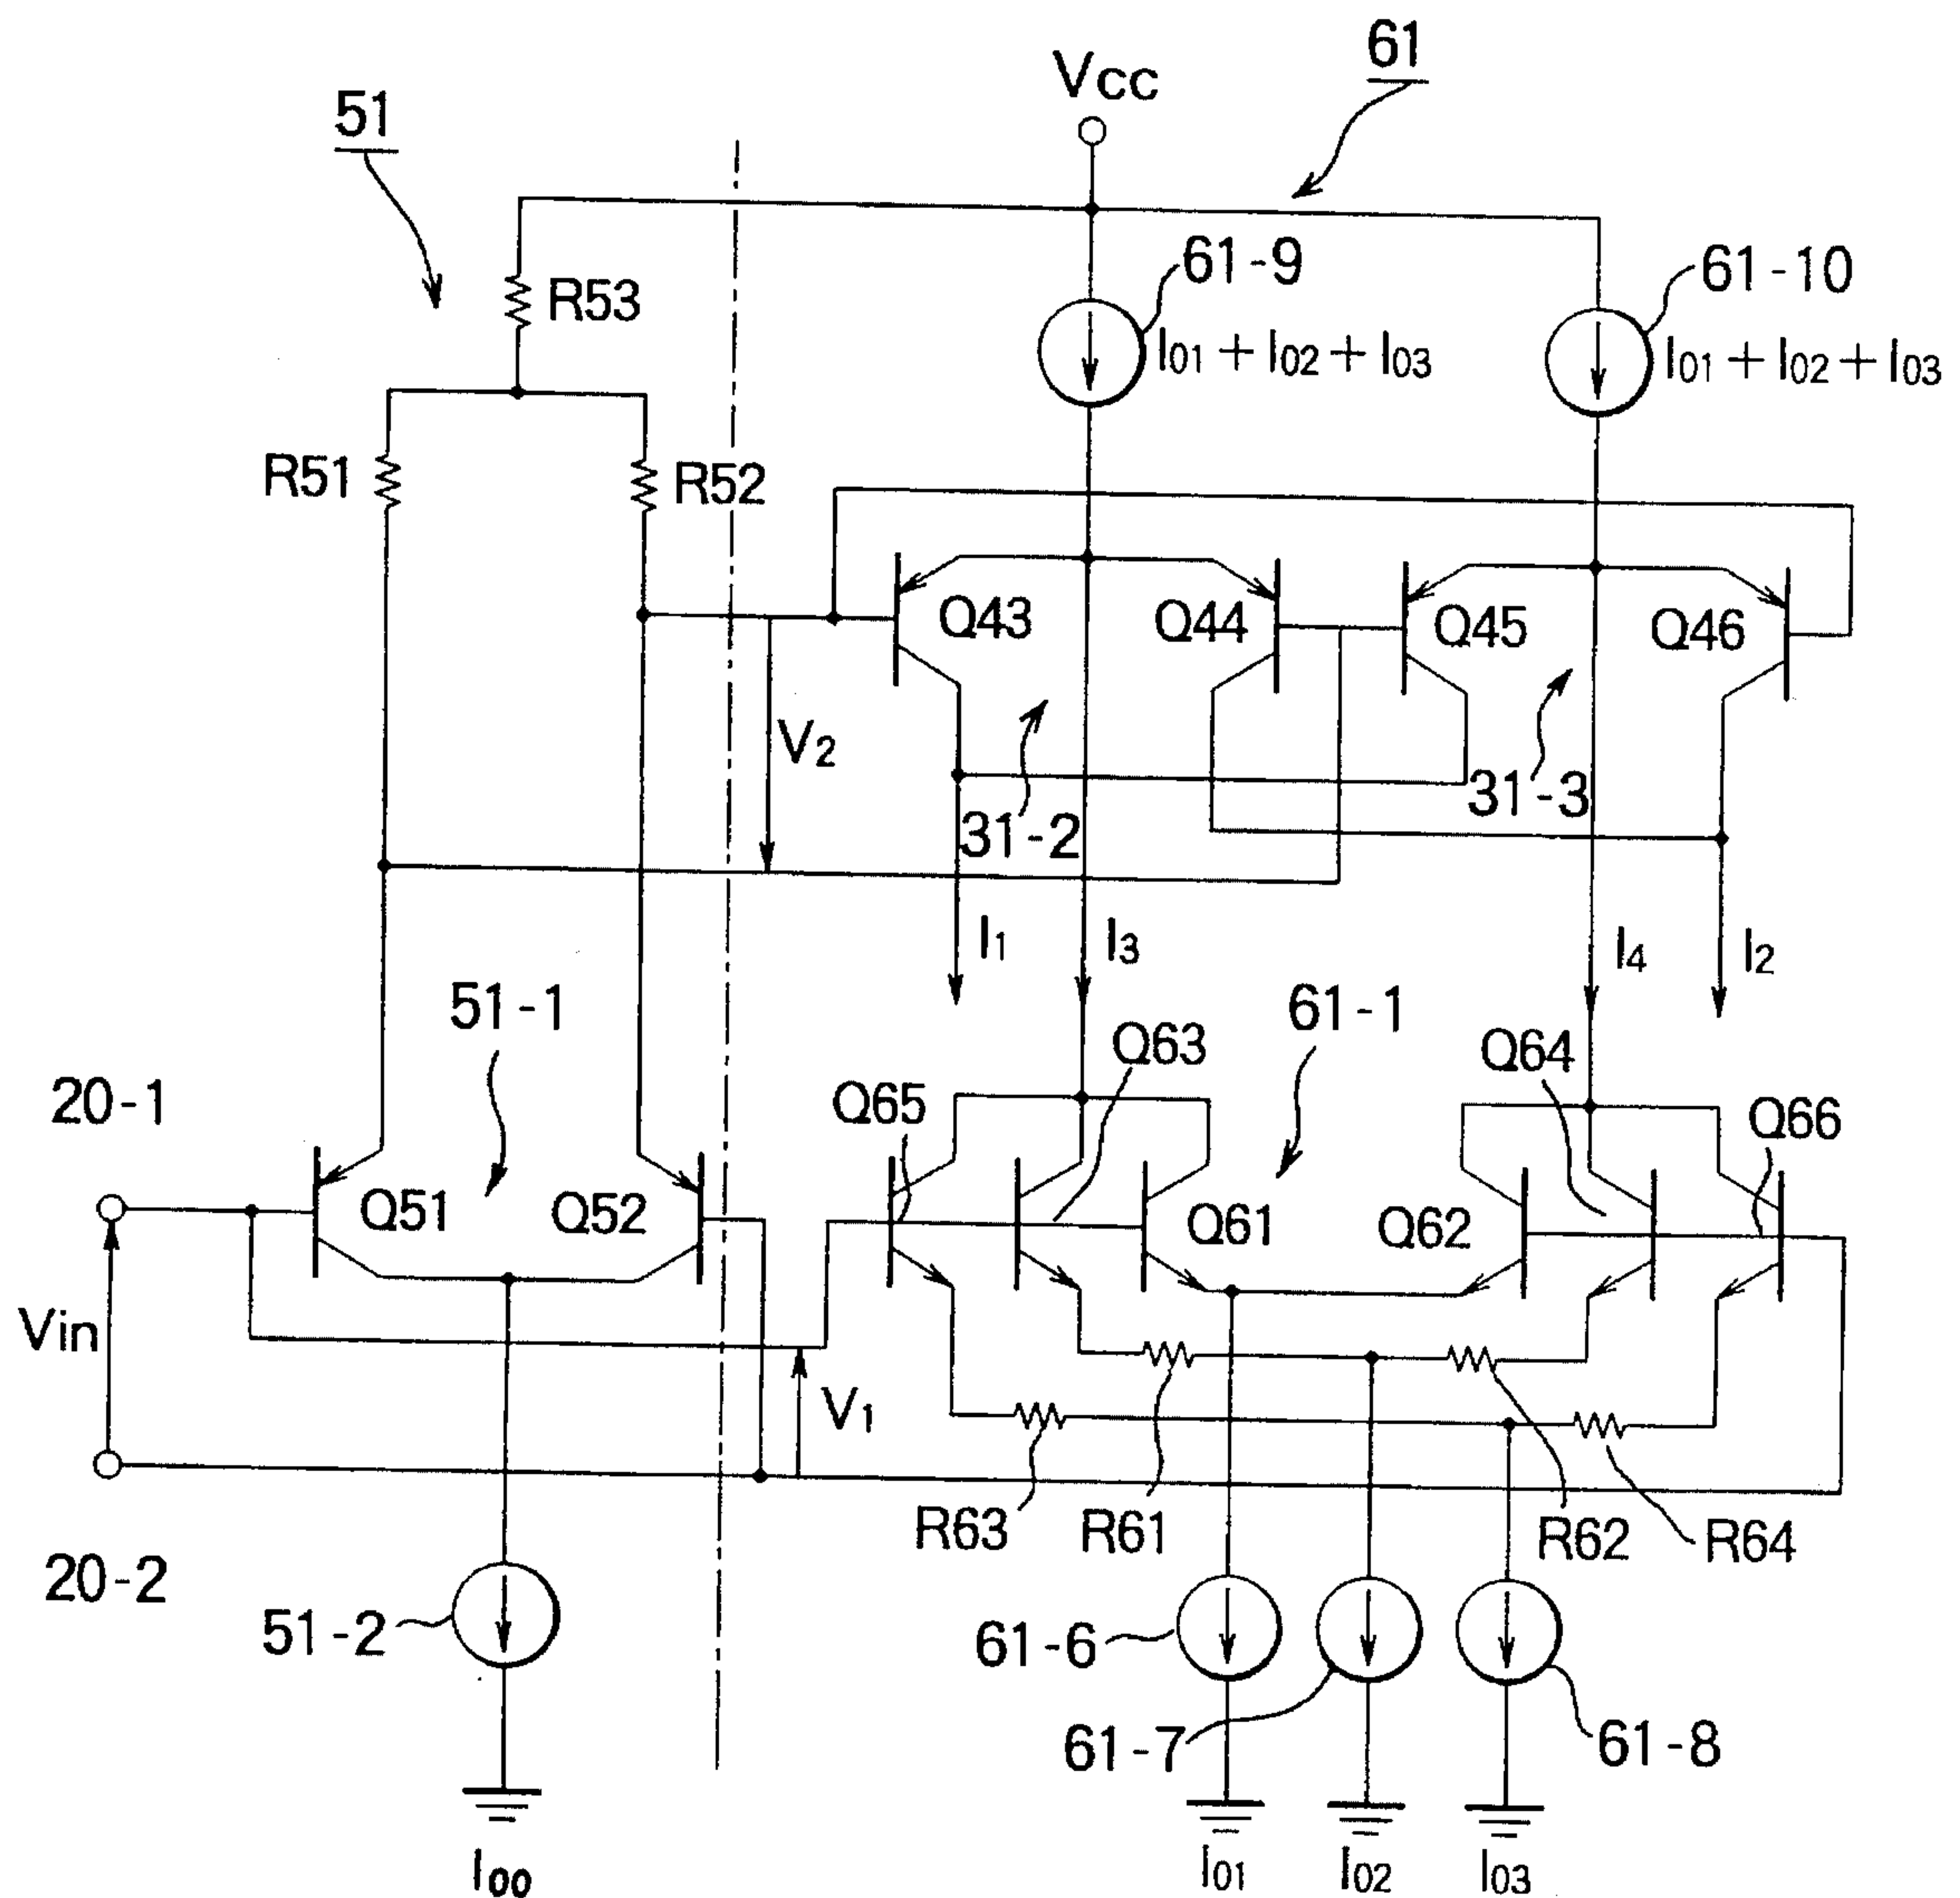 61
Vcc
51
61-9
61-10
R53
I01 + I02 + I03
I01 + I02 + I03
R51
R52
Q43
Q44
Q45
Q46
V2
31-2
31-3
I1
I3
I4
I2
51-1
61-1
Q63
Q64
20-1
Q65
Q66
Q51
Q52
Q61
Q62
Vin
V1
R63
R61
R62
R64
20-2
51-2
61-6
61-7
61-8
I00
I01
I02
I03